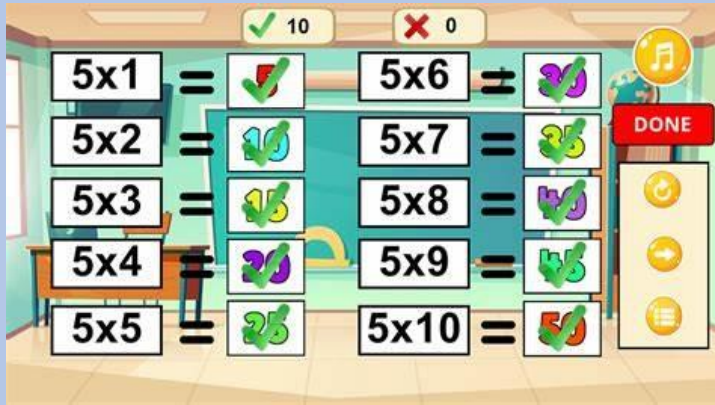 10 0
5x1 = 5 5x6 = 30
DONE
5x2 = 10 5x7 = 35
5x3 = 15 5x8 = 40
5x4 = 20 5x9 = 45
5x5 = 25 5x10 = 50